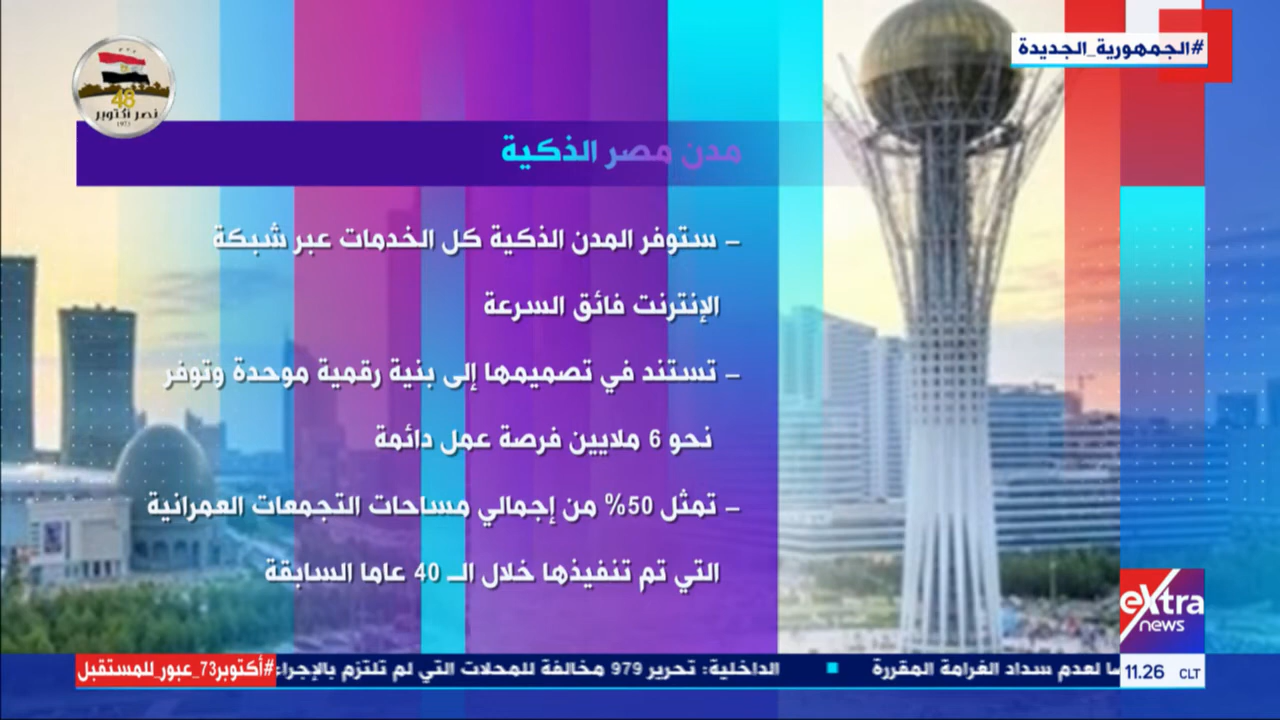 #الجمهورية_الجديدة
48
نصر أكتوبر
1973
مدن مصر الذكية
– ستوفر المدن الذكية كل الخدمات عبر شبكة
الإنترنت فائق السرعة
– تستند في تصميمها إلى بنية رقمية موحدة وتوفر
نحو 6 ملايين فرصة عمل دائمة
– تمثل 50% من إجمالي مساحات التجمعات العمرانية
التي تم تنفيذها خلال الـ 40 عاما السابقة
eXtra
news
لعدم سداد الغرامة المقررة ■ الداخلية: تحرير 979 مخالفة للمحلات التي لم تلتزم
#أكتوبر73_عبور_للمستقبل
11.26 CLT